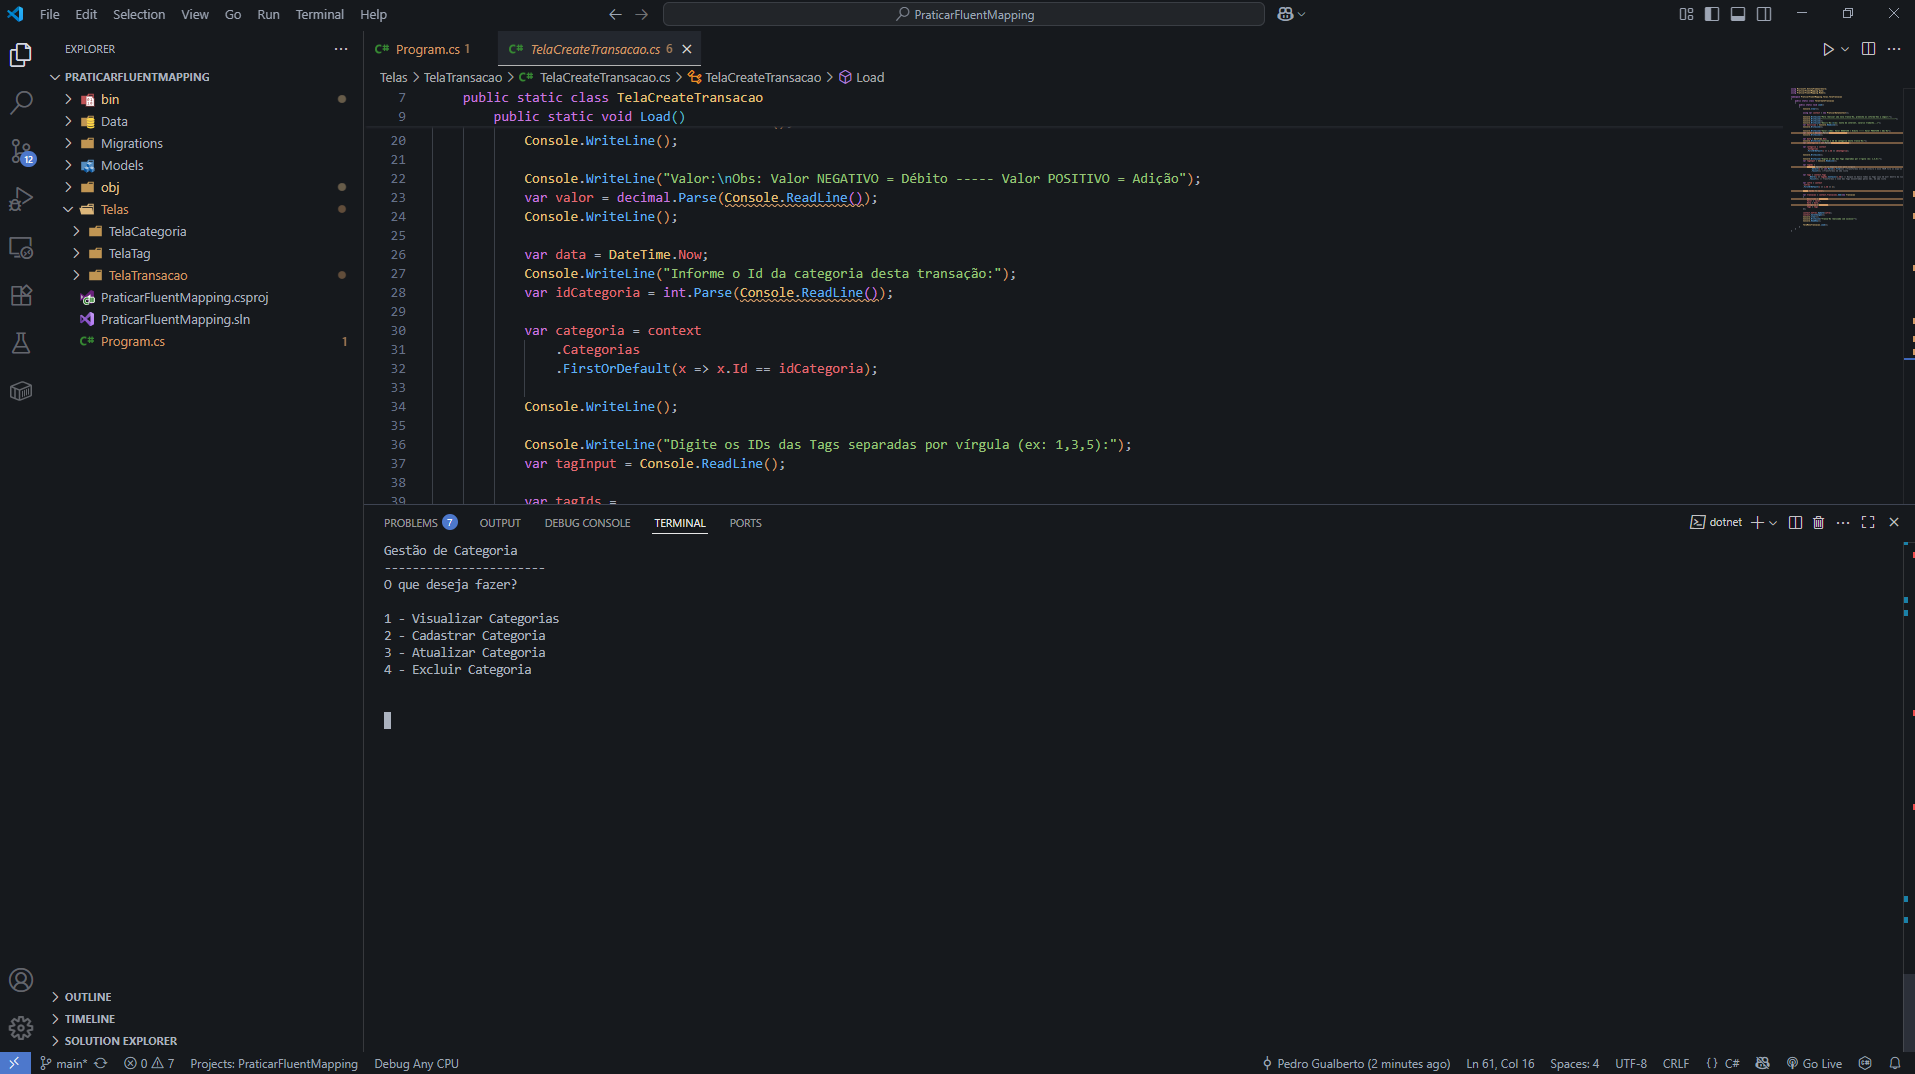 File Edit Selection View Go Run Terminal Help
PraticarFluentMapping
EXPLORER
PRATICARFLUENTMAPPING
bin
Data
Migrations
Models
obj
Telas
TelaCategoria
TelaTag
TelaTransacao
PraticarFluentMapping.csproj
PraticarFluentMapping.sln
C# Program.cs 1
OUTLINE
TIMELINE
SOLUTION EXPLORER
12
C# Program.cs 1
C# TelaCreateTransacao.cs 6
Telas > TelaTransacao > C# TelaCreateTransacao.cs > TelaCreateTransacao > Load
7 public static class TelaCreateTransacao
9 public static void Load()
20 Console.WriteLine();
21
22 Console.WriteLine("Valor:\nObs: Valor NEGATIVO = Débito ----- Valor POSITIVO = Adição");
23 var valor = decimal.Parse(Console.ReadLine());
24 Console.WriteLine();
25
26 var data = DateTime.Now;
27 Console.WriteLine("Informe o Id da categoria desta transação:");
28 var idCategoria = int.Parse(Console.ReadLine());
29
30 var categoria = context
31 .Categorias
32 .FirstOrDefault(x => x.Id == idCategoria);
33
34 Console.WriteLine();
35
36 Console.WriteLine("Digite os IDs das Tags separadas por vírgula (ex: 1,3,5):");
37 var tagInput = Console.ReadLine();
38
39 var tagIds =
PROBLEMS 7 OUTPUT DEBUG CONSOLE TERMINAL PORTS
dotnet
Gestão de Categoria
-----------------------
O que deseja fazer?
1 - Visualizar Categorias
2 - Cadastrar Categoria
3 - Atualizar Categoria
4 - Excluir Categoria
main* 0 7 Projects: PraticarFluentMapping Debug Any CPU
Pedro Gualberto (2 minutes ago) Ln 61, Col 16 Spaces: 4 UTF-8 CRLF {} C# Go Live